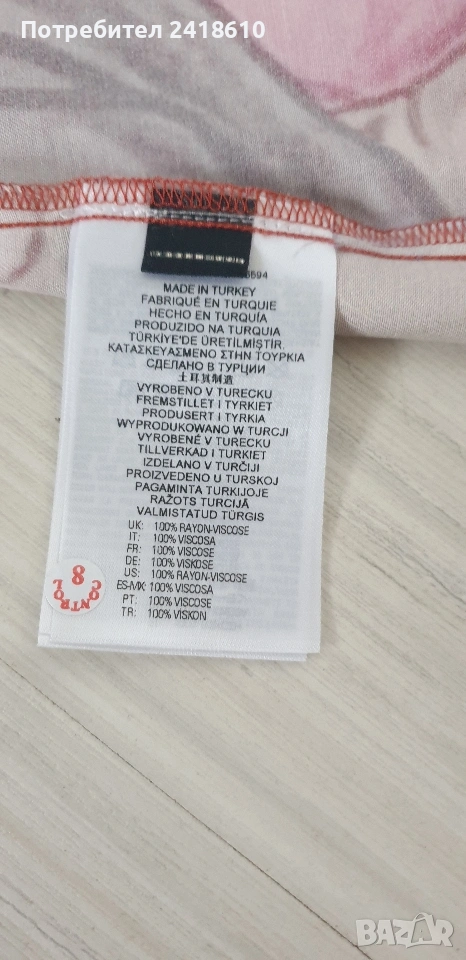 Потребител 2418610
MADE IN TURKEY
FABRIQUÉ EN TURQUIE
HECHO EN TURQUÍA
PRODUZIDO NA TURQUIA
TÜRKİYE'DE ÜRETİLMİŞTİR.
ΚΑΤΑΣΚΕΥΑΣΜΕΝΟ ΣΤΗΝ ΤΟΥΡΚΙΑ
СДЕЛАНО В ТУРЦИИ
土耳其制造
VYROBENO V TURECKU
FREMSTILLET I TYRKIET
PRODUSERT I TYRKIA
WYPRODUKOWANO W TURCJI
VYROBENÉ V TURECKU
TILLVERKAD I TURKIET
IZDELANO V TURČIJI
PROIZVEDENO U TURSKOJ
PAGAMINTA TURKIJOJE
RAŽOTS TURCIJĀ
VALMISTATUD TÜRGIS
UK: 100% RAYON-VISCOSE
IT: 100% VISCOSA
FR: 100% VISCOSE
DE: 100% VISKOSE
US: 100% RAYON-VISCOSE
ES-MX: 100% VISCOSA
PT: 100% VISCOSE
TR: 100% VISKON
CONTROL
8
BAZAR